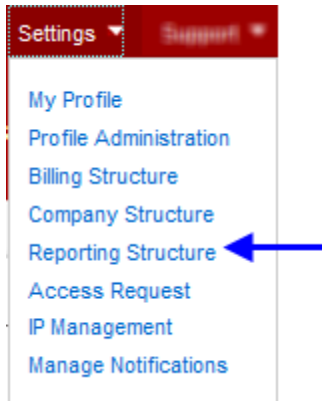 Settings
My Profile
Profile Administration
Billing Structure
Company Structure
Reporting Structure
Access Request
IP Management
Manage Notifications